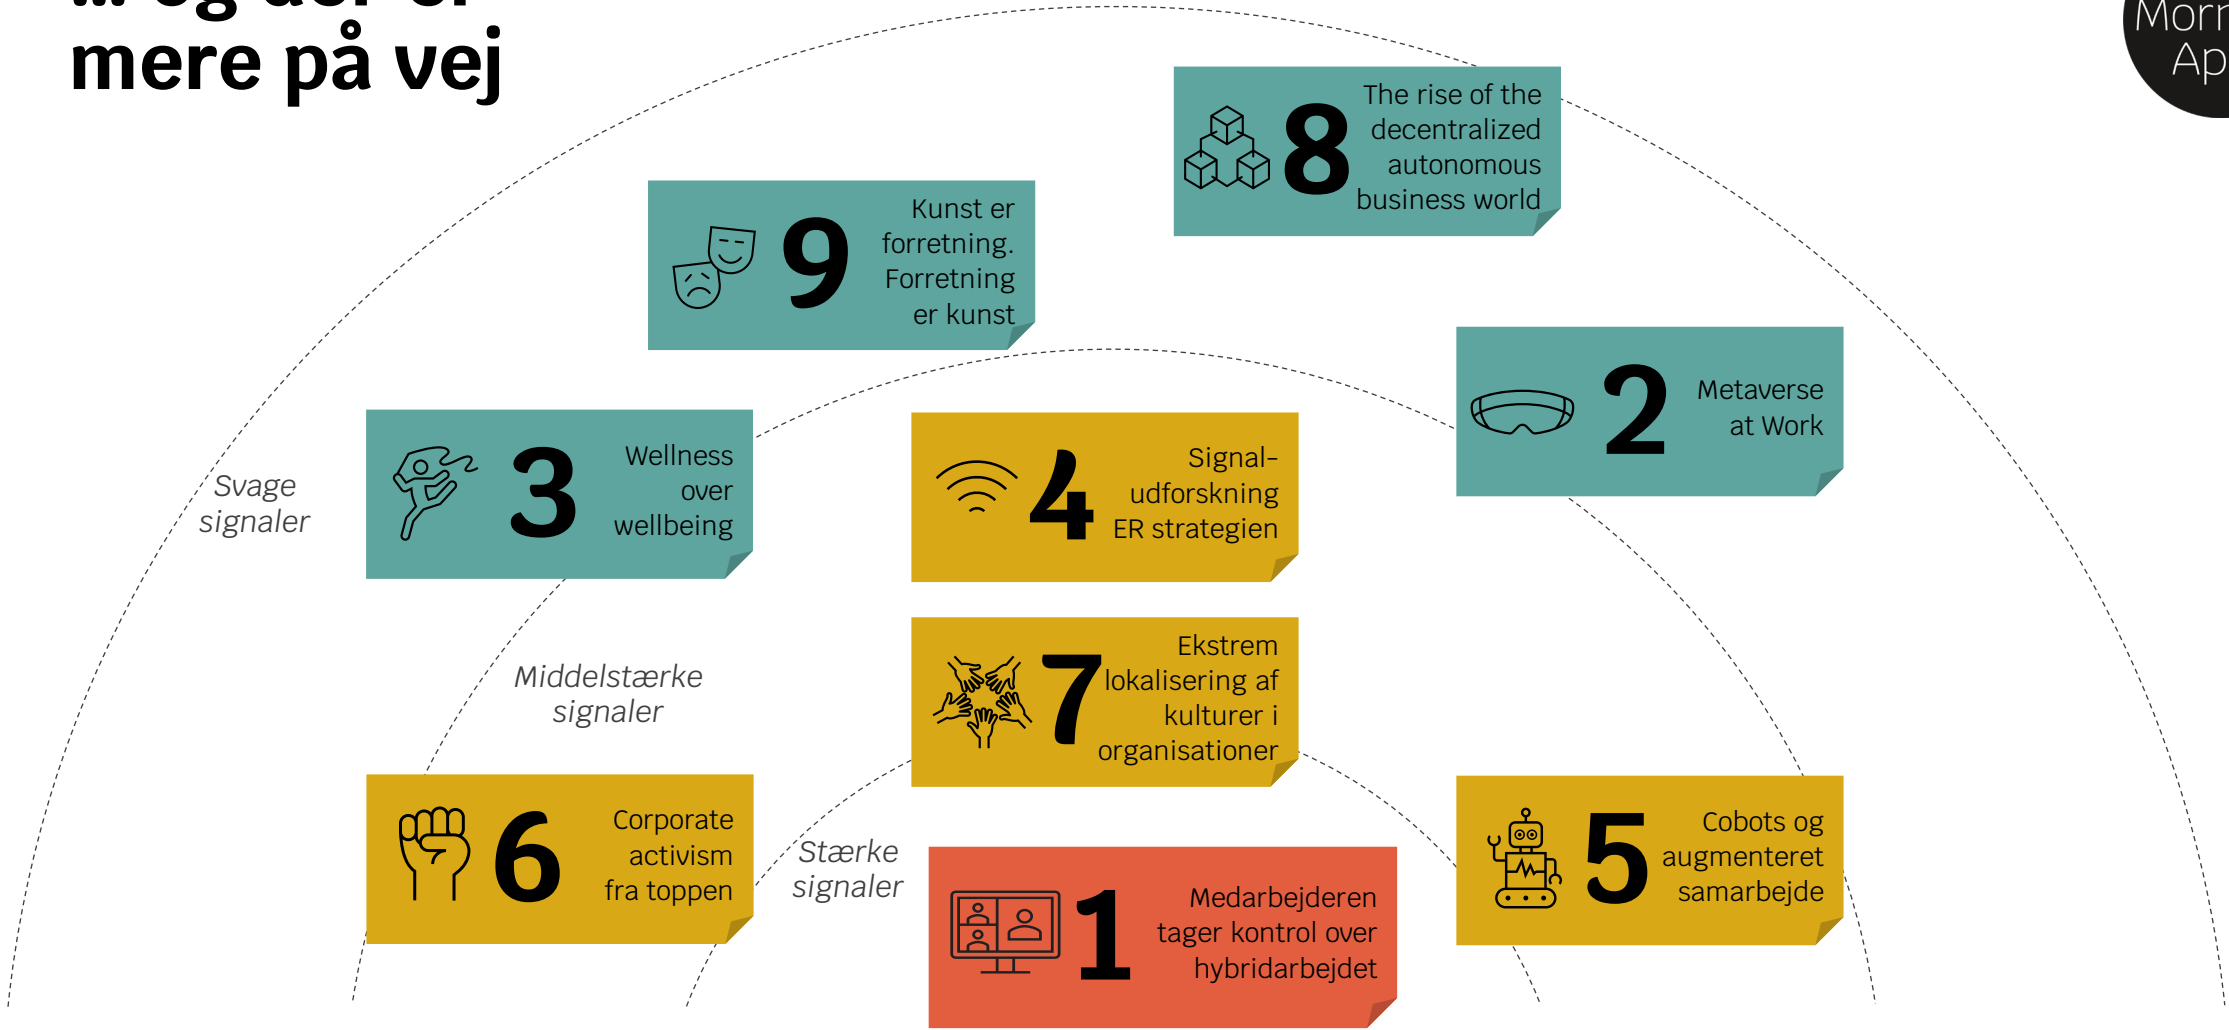 ... og der er
mere på vej
8
The rise of the
decentralized
autonomous
business world
9
Kunst er
forretning.
Forretning
er kunst
2
Metaverse
at Work
3
Wellness
over
wellbeing
4
Signal-
udforskning
ER strategien
Svage
signaler
7
Ekstrem
lokalisering af
kulturer i
organisationer
Middelstærke
signaler
6
Corporate
activism
fra toppen
5
Cobots og
augmenteret
samarbejde
Stærke
signaler
1
Medarbejderen
tager kontrol over
hybridarbejdet